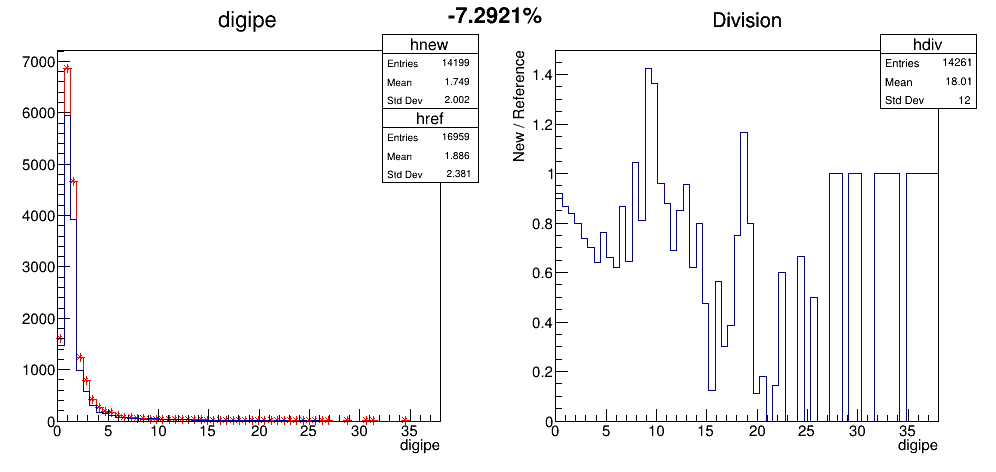 -7.2921%
digipe
hnew
Entries 14199
Mean 1.749
Std Dev 2.002
href
Entries 16959
Mean 1.886
Std Dev 2.381
7000
6000
5000
4000
3000
2000
1000
0
0 5 10 15 20 25 30 35
digipe
Division
hdiv
Entries 14261
Mean 18.01
Std Dev 12
New / Reference
1.4
1.2
1
0.8
0.6
0.4
0.2
0
0 5 10 15 20 25 30 35
digipe